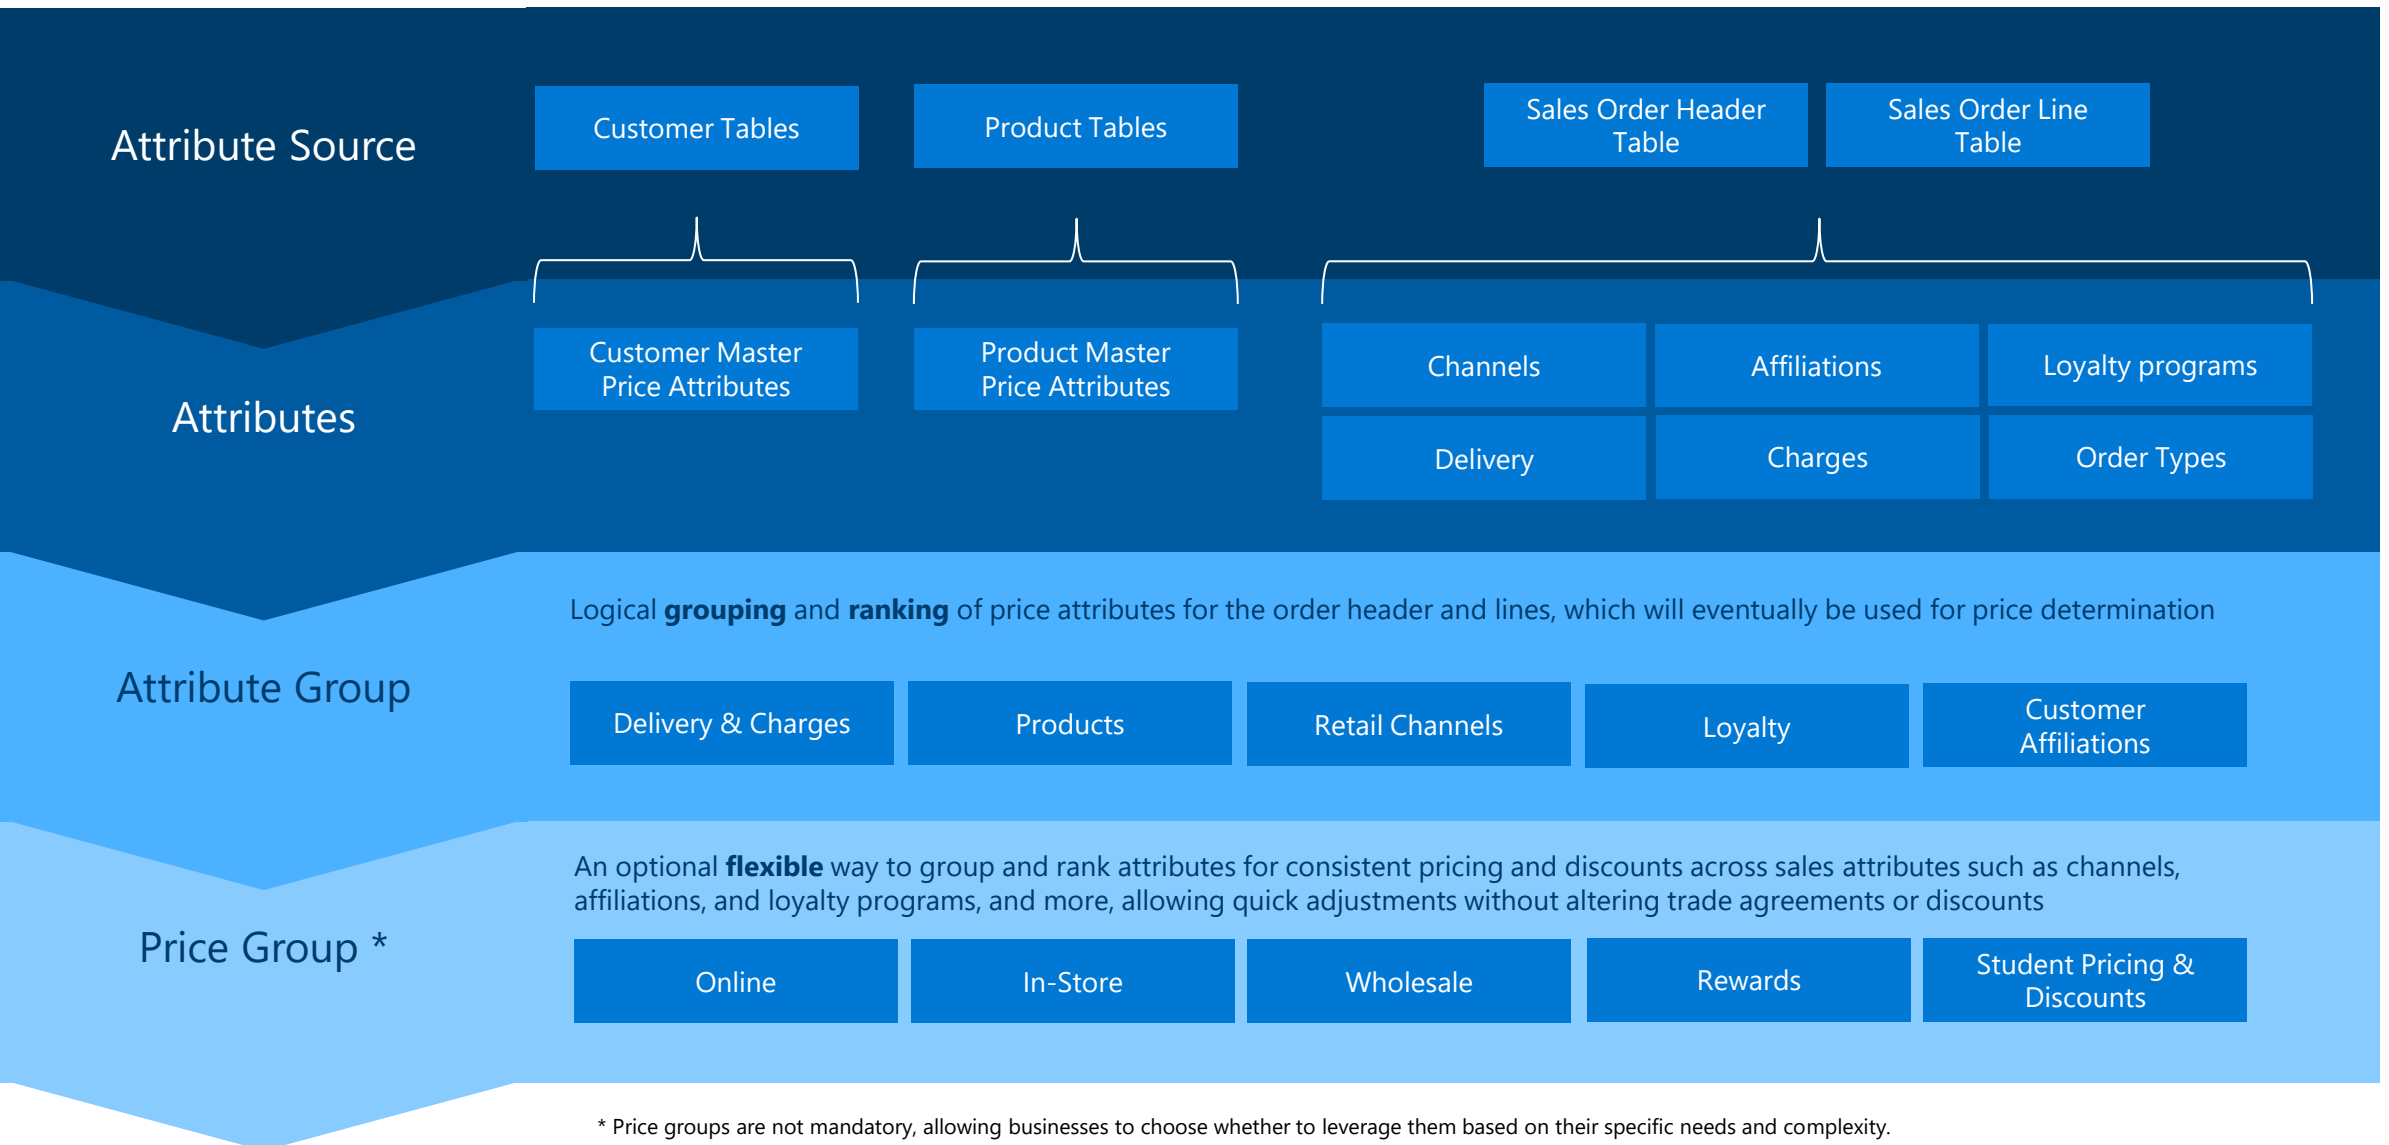 Attribute Source
Customer Tables
Product Tables
Sales Order Header
Table
Sales Order Line
Table
Attributes
Customer Master
Price Attributes
Product Master
Price Attributes
Channels
Affiliations
Loyalty programs
Delivery
Charges
Order Types
Attribute Group
Logical grouping and ranking of price attributes for the order header and lines, which will eventually be used for price determination
Delivery & Charges
Products
Retail Channels
Loyalty
Customer
Affiliations
Price Group *
An optional flexible way to group and rank attributes for consistent pricing and discounts across sales attributes such as channels,
affiliations, and loyalty programs, and more, allowing quick adjustments without altering trade agreements or discounts
Online
In-Store
Wholesale
Rewards
Student Pricing &
Discounts
* Price groups are not mandatory, allowing businesses to choose whether to leverage them based on their specific needs and complexity.